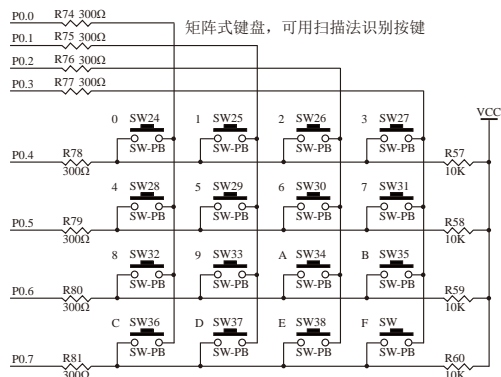 P0.0 R74 300Ω 矩阵式键盘，可用扫描法识别按键
P0.1 R75 300Ω
P0.2 R76 300Ω
P0.3 R77 300Ω
VCC
0 SW24 1 SW25 2 SW26 3 SW27
SW-PB SW-PB SW-PB SW-PB
P0.4 R78 R57
300Ω 10K
4 SW28 5 SW29 6 SW30 7 SW31
SW-PB SW-PB SW-PB SW-PB
P0.5 R79 R58
300Ω 10K
8 SW32 9 SW33 A SW34 B SW35
SW-PB SW-PB SW-PB SW-PB
P0.6 R80 R59
300Ω 10K
C SW36 D SW37 E SW38 F SW
SW-PB SW-PB SW-PB SW-PB
P0.7 R81 R60
300Ω 10K